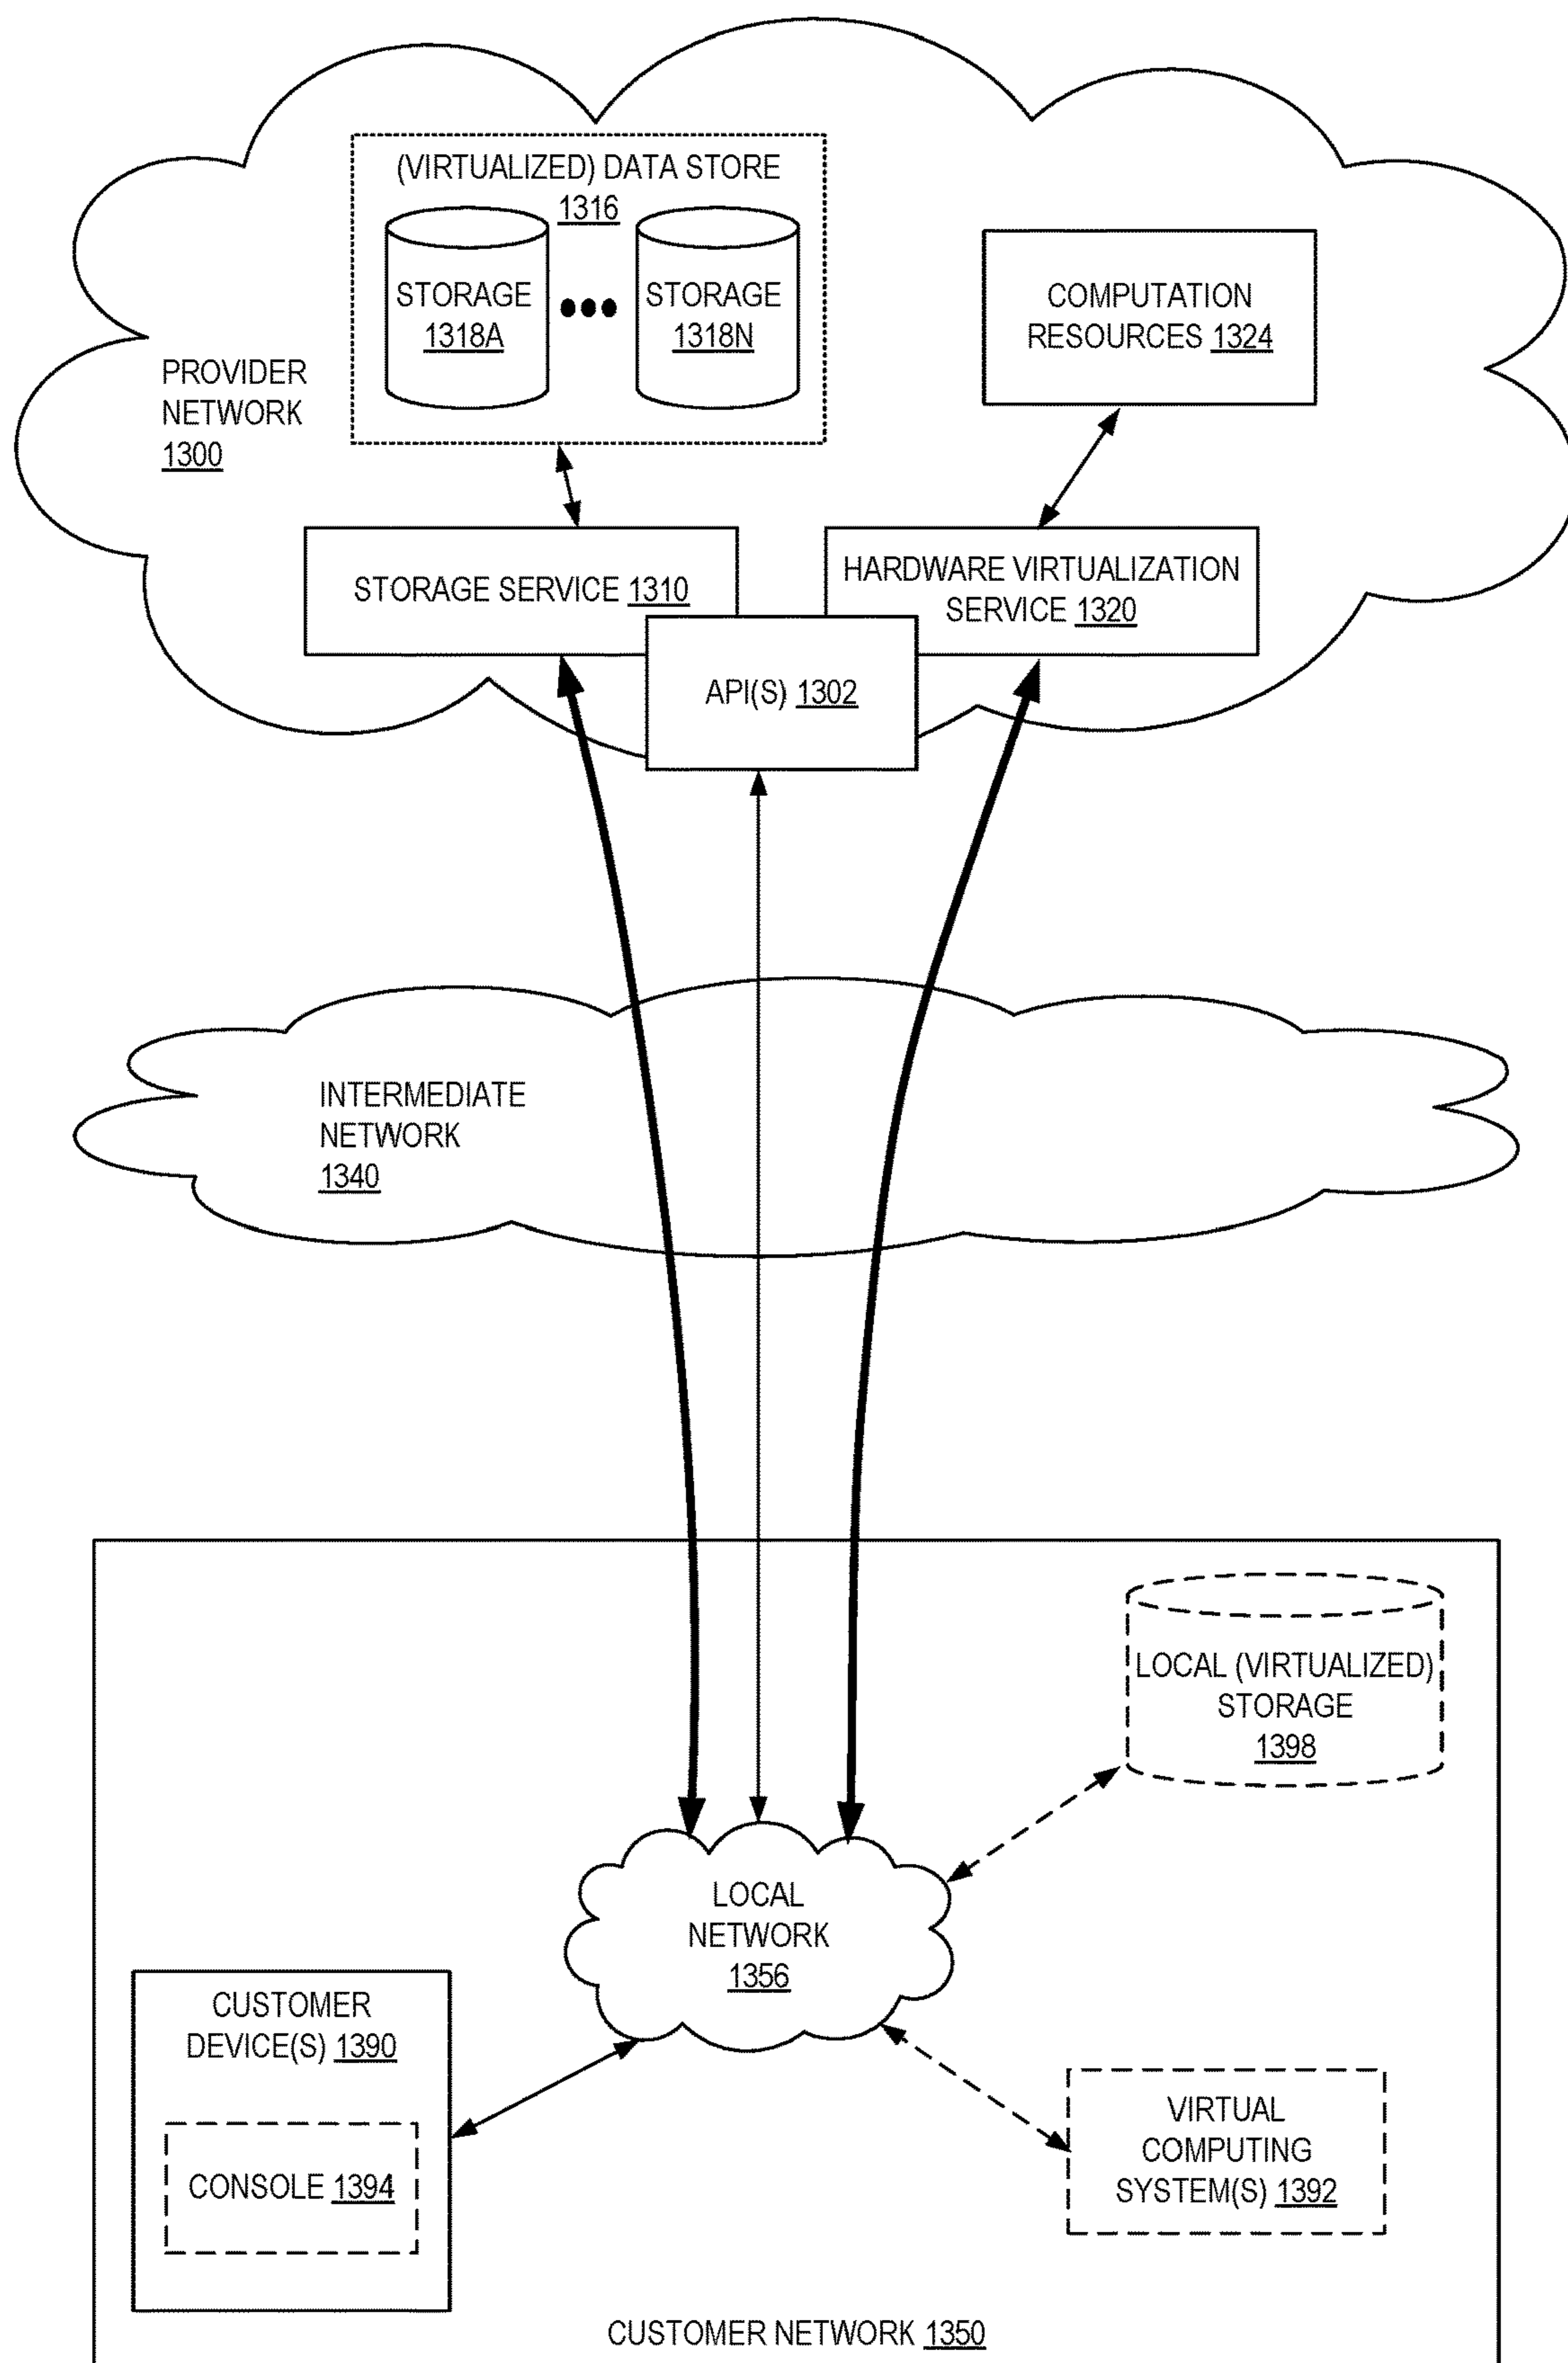 (VIRTUALIZED) DATA STORE
1316
STORAGE
1318A
STORAGE
1318N
COMPUTATION
RESOURCES 1324
PROVIDER
NETWORK
1300
STORAGE SERVICE 1310
HARDWARE VIRTUALIZATION
SERVICE 1320
API(S) 1302
INTERMEDIATE
NETWORK
1340
LOCAL (VIRTUALIZED)
STORAGE
1398
LOCAL
NETWORK
1356
CUSTOMER
DEVICE(S) 1390
CONSOLE 1394
VIRTUAL
COMPUTING
SYSTEM(S) 1392
CUSTOMER NETWORK 1350